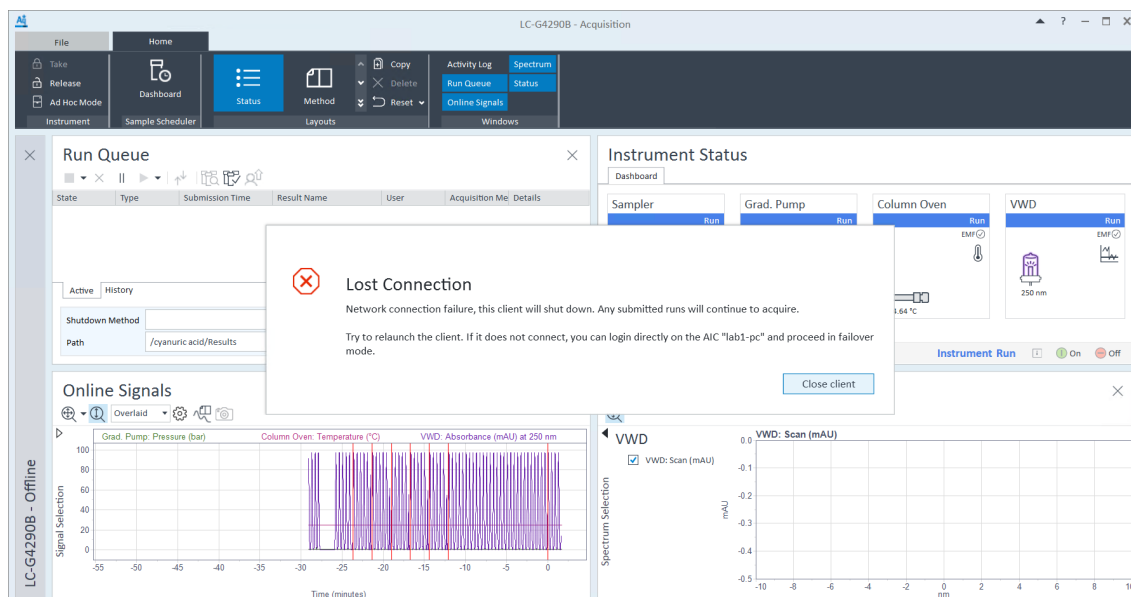 LC-G4290B - Acquisition
File
Home
Take
Release
Ad Hoc Mode
Instrument
Dashboard
Sample Scheduler
Status
Method
Copy
Delete
Reset
Layouts
Activity Log
Spectrum
Run Queue
Status
Online Signals
Windows
Run Queue
State Type Submission Time Result Name User Acquisition Me Details
Active History
Shutdown Method
Path /cyanuric acid/Results
Instrument Status
Dashboard
Sampler Grad. Pump Column Oven VWD
Run Run Run Run
EMF EMF
250 nm
.64 °C
Instrument Run On Off
Lost Connection
Network connection failure, this client will shut down. Any submitted runs will continue to acquire.
Try to relaunch the client. If it does not connect, you can login directly on the AIC "lab1-pc" and proceed in failover
mode.
Close client
Online Signals
Overlaid
Grad. Pump: Pressure (bar) Column Oven: Temperature (°C) VWD: Absorbance (mAU) at 250 nm
Signal Selection
100
80
60
40
20
0
-55 -50 -45 -40 -35 -30 -25 -20 -15 -10 -5 0
Time (minutes)
LC-G4290B - Offline
VWD
VWD: Scan (mAU)
Spectrum Selection
VWD: Scan (mAU)
mAU
0.0
-0.1
-0.2
-0.3
-0.4
-0.5
-10 -8 -6 -4 -2 0 2 4 6 8 10
nm